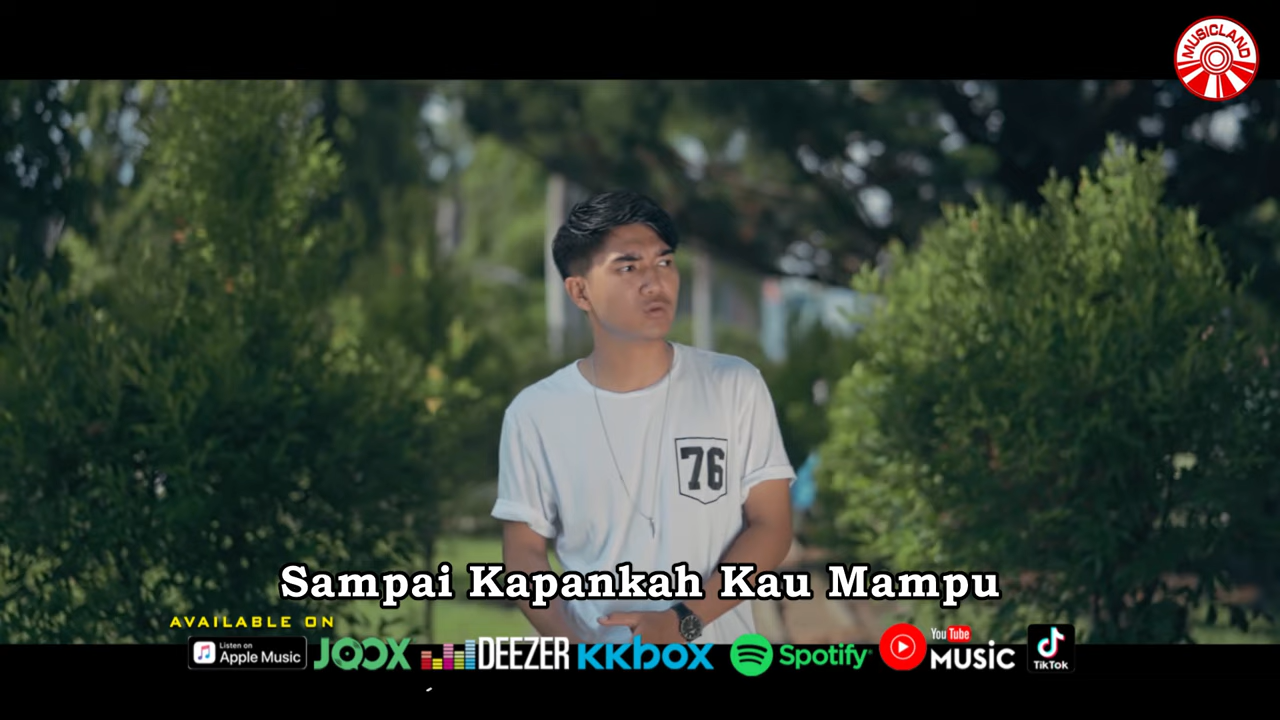 MUSICLAND
76
Sampai Kapankah Kau Mampu
AVAILABLE ON
Listen on
Apple Music
JOOX
DEEZER
KKBOX
Spotify
YouTube
MUSIC
TikTok